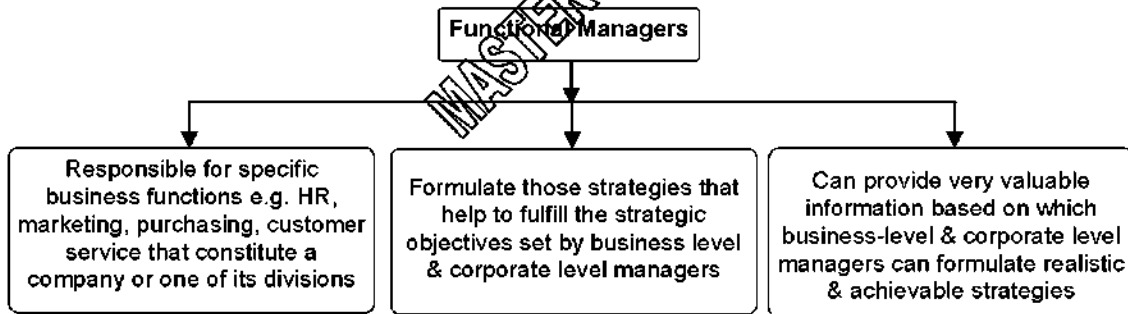 Functional Managers
MASTER
Responsible for specific
business functions e.g. HR,
marketing, purchasing, customer
service that constitute a
company or one of its divisions
Formulate those strategies that
help to fulfill the strategic
objectives set by business level
& corporate level managers
Can provide very valuable
information based on which
business-level & corporate level
managers can formulate realistic
& achievable strategies